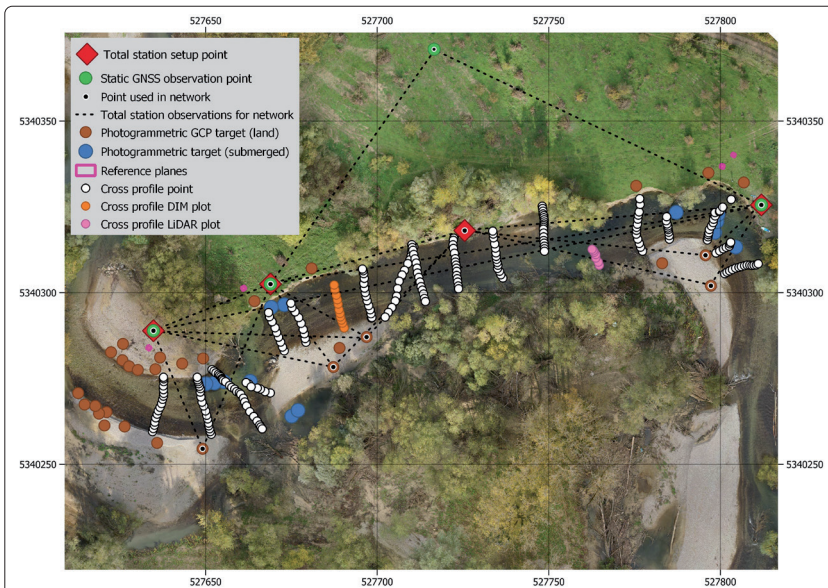 527650 527700 527750 527800
Total station setup point
Static GNSS observation point
Point used in network
Total station observations for network
Photogrammetric GCP target (land)
Photogrammetric target (submerged)
Reference planes
Cross profile point
Cross profile DIM plot
Cross profile LiDAR plot
5340350 5340350
5340300 5340300
5340250 5340250
527650 527700 527750 527800